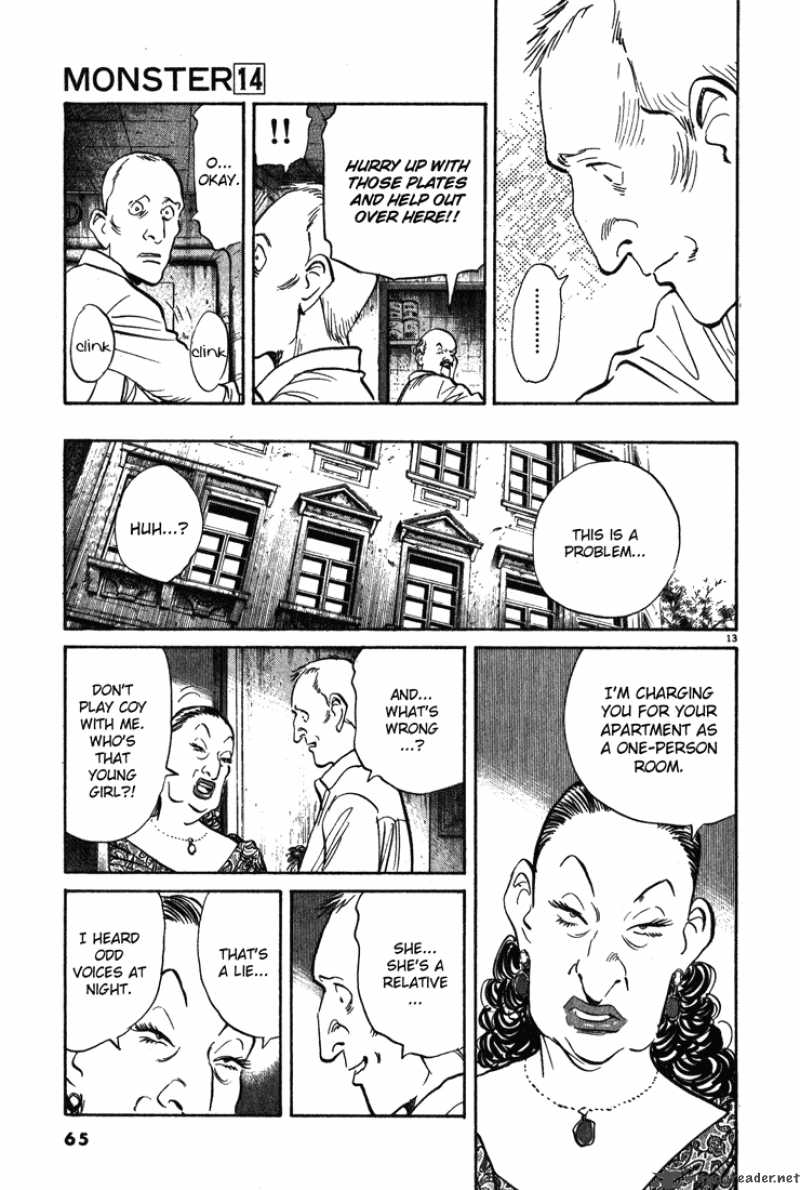 MONSTER 14
.........
HURRY UP WITH
THOSE PLATES
AND HELP OUT
OVER HERE!!
!!
O...
OKAY.
clink
clink
THIS IS A
PROBLEM...
HUH...?
13
I'M CHARGING
YOU FOR YOUR
APARTMENT AS
A ONE-PERSON
ROOM.
AND...
WHAT'S
WRONG
...?
DON'T
PLAY COY
WITH ME.
WHO'S
THAT
YOUNG
GIRL?!
SHE...
SHE'S A
RELATIVE
...
THAT'S
A LIE...
I HEARD
ODD
VOICES AT
NIGHT.
65